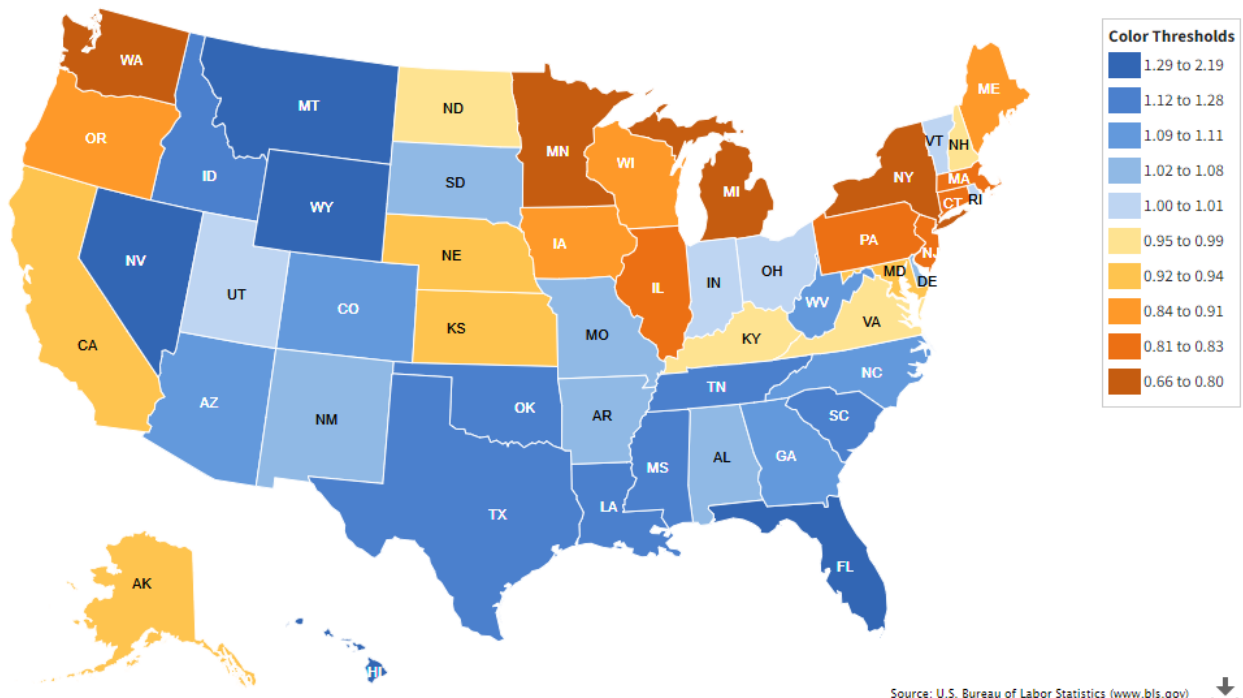 Color Thresholds
1.29 to 2.19
1.12 to 1.28
1.09 to 1.11
1.02 to 1.08
1.00 to 1.01
0.95 to 0.99
0.92 to 0.94
0.84 to 0.91
0.81 to 0.83
0.66 to 0.80
WA
MT
ND
ME
OR
MN
VT
NH
ID
WI
SD
MI
NY
MA
WY
CT
RI
IA
PA
NV
NE
NJ
UT
IN
OH
MD
DE
CO
IL
WV
KS
VA
CA
MO
KY
NC
TN
AZ
NM
OK
AR
SC
AL
GA
MS
TX
LA
FL
AK
HI
Source: U.S. Bureau of Labor Statistics (www.bls.gov)